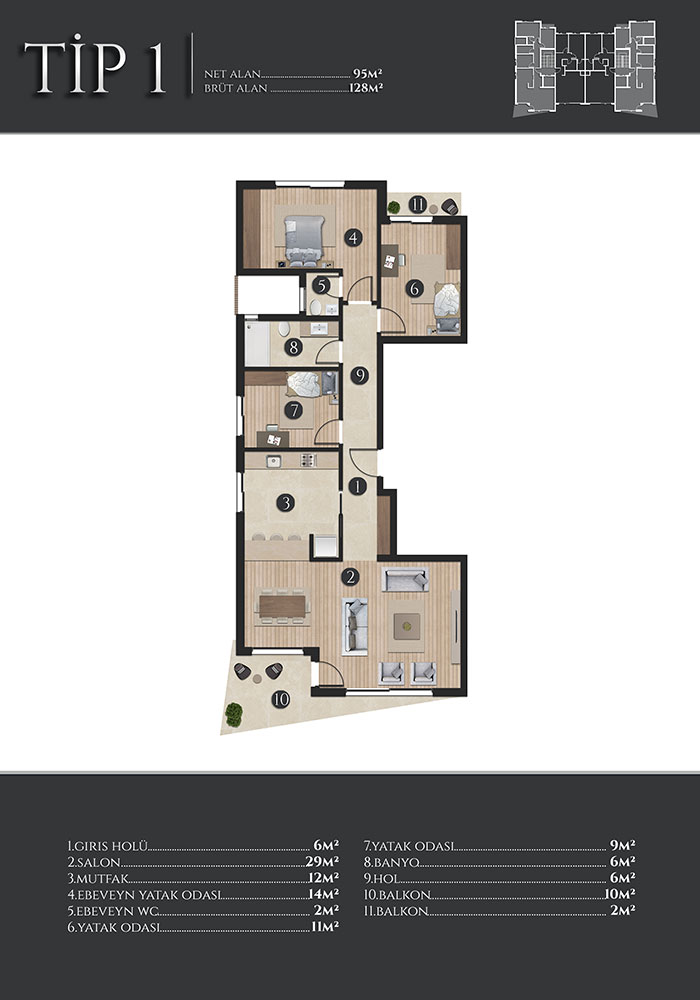 TİP 1
NET ALAN.......................... 95M²
BRÜT ALAN ......................128M²
11
4
5
6
8
9
7
1
3
2
10
1.GIRIS HOLÜ.......................................... 6M²
2.SALON................................................29M²
3.MUTFAK..............................................12M²
4.EBEVEYN YATAK ODASI........................14M²
5.EBEVEYN WC........................................2M²
6.YATAK ODASI.......................................11M²
7.YATAK ODASI....................................... 9M²
8.BANYO................................................ 6M²
9.HOL.................................................... 6M²
10.BALKON.............................................10M²
11.BALKON..............................................2M²